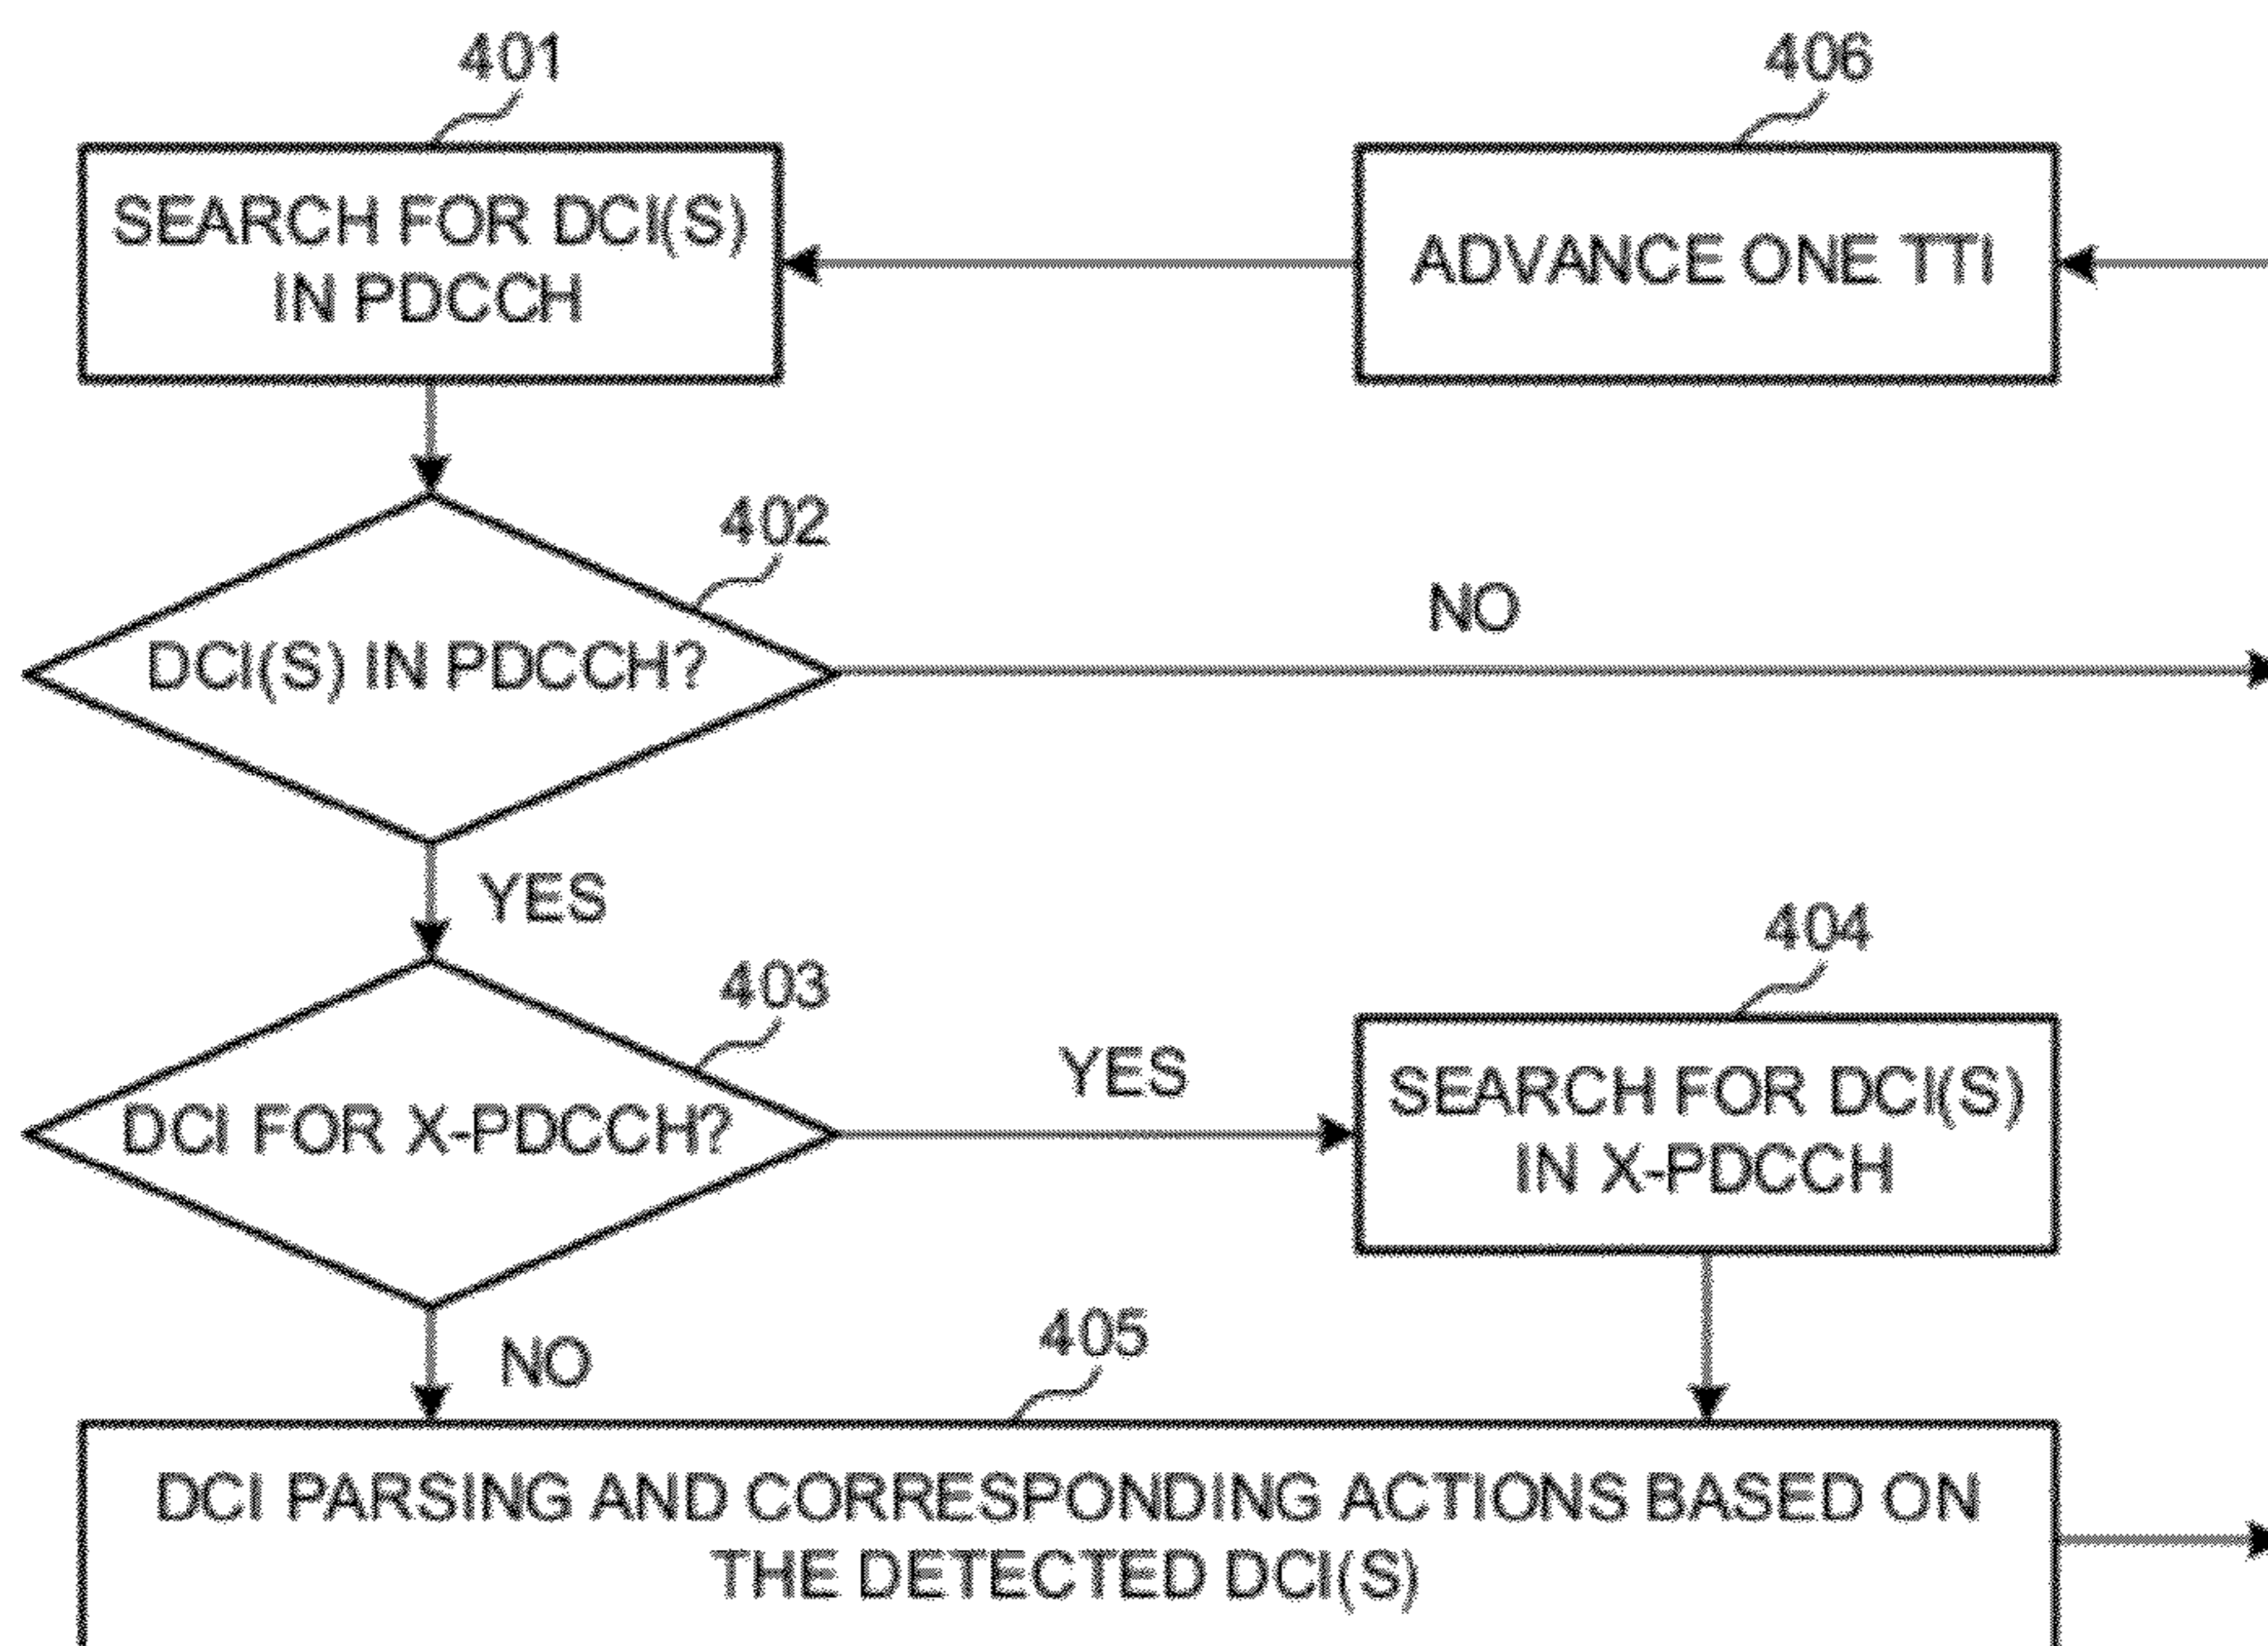 401
406
SEARCH FOR DCI(S)
IN PDCCH
ADVANCE ONE TTI
402
DCI(S) IN PDCCH?
NO
YES
403
404
DCI FOR X-PDCCH?
YES
SEARCH FOR DCI(S)
IN X-PDCCH
NO
405
DCI PARSING AND CORRESPONDING ACTIONS BASED ON
THE DETECTED DCI(S)